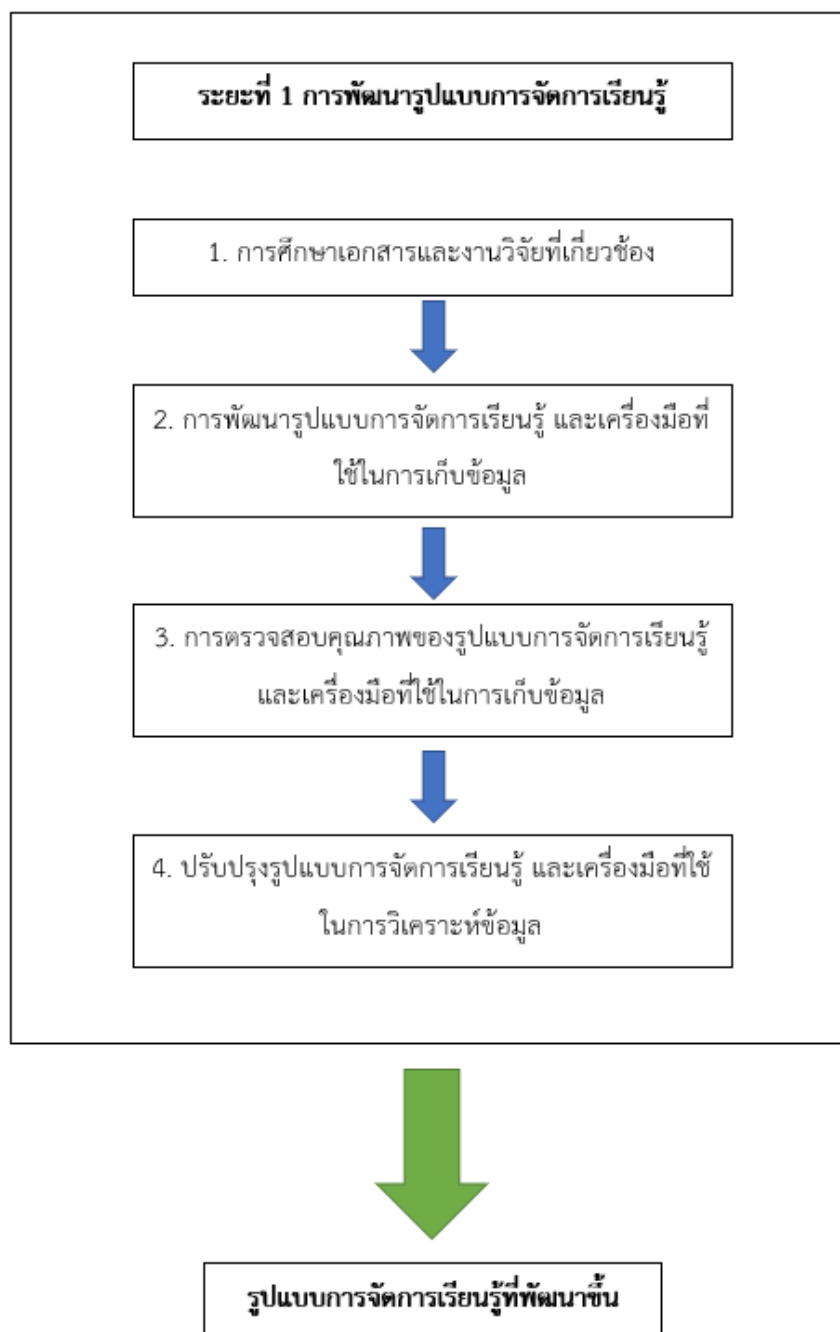 ระยะที่ 1 การพัฒนารูปแบบการจัดการเรียนรู้
1. การศึกษาเอกสารและงานวิจัยที่เกี่ยวช้อง
2. การพัฒนารูปแบบการจัดการเรียนรู้ และเครื่องมือที่
ใช้ในการเก็บข้อมูล
3. การตรวจสอบคุณภาพของรูปแบบการจัดการเรียนรู้
และเครื่องมือที่ใช้ในการเก็บข้อมูล
4. ปรับปรุงรูปแบบการจัดการเรียนรู้ และเครื่องมือที่ใช้
ในการวิเคราะห์ข้อมูล
รูปแบบการจัดการเรียนรู้ที่พัฒนาขึ้น